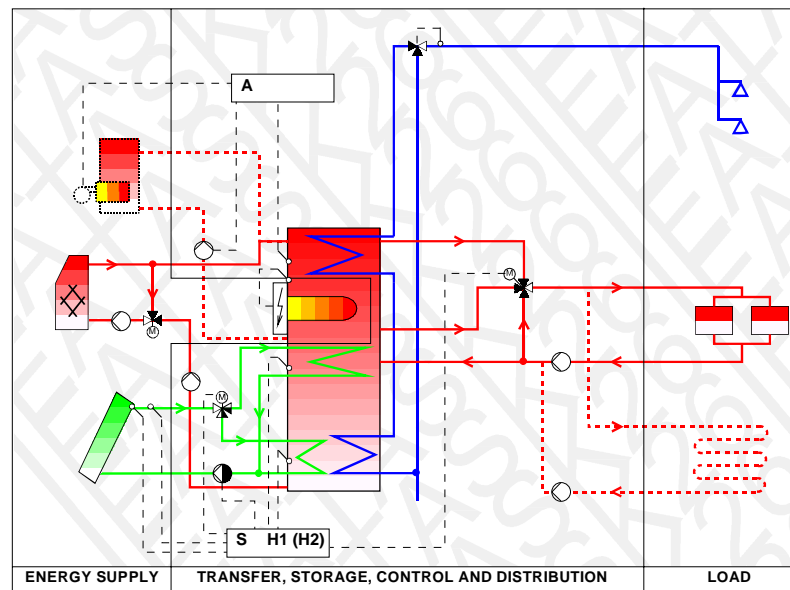 A
M
M
M
M
S H1 (H2)
ENERGY SUPPLY TRANSFER, STORAGE, CONTROL AND DISTRIBUTION LOAD